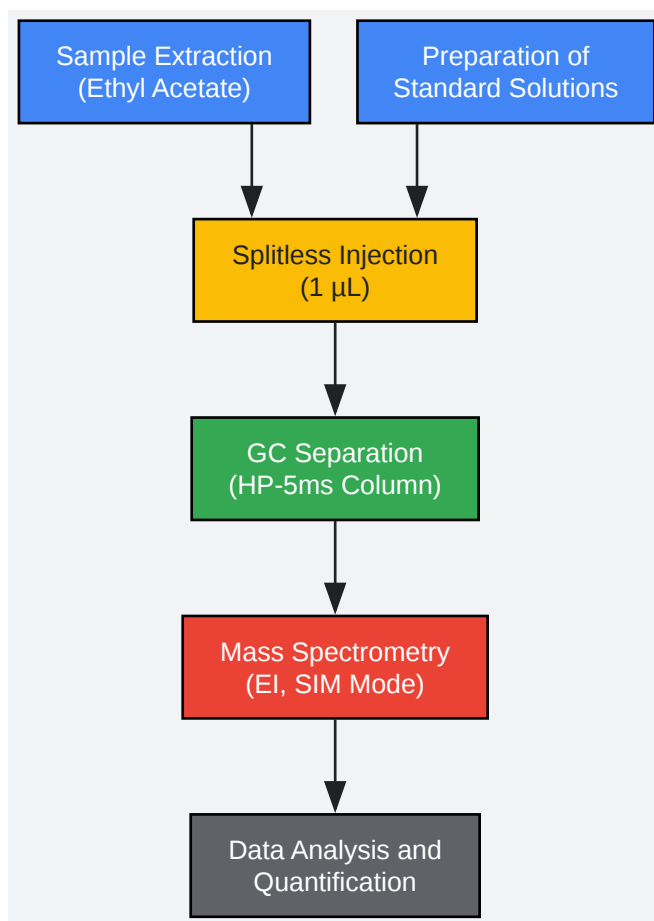 Sample Extraction
(Ethyl Acetate)
Preparation of
Standard Solutions
Splitless Injection
(1 µL)
GC Separation
(HP-5ms Column)
Mass Spectrometry
(EI, SIM Mode)
Data Analysis and
Quantification